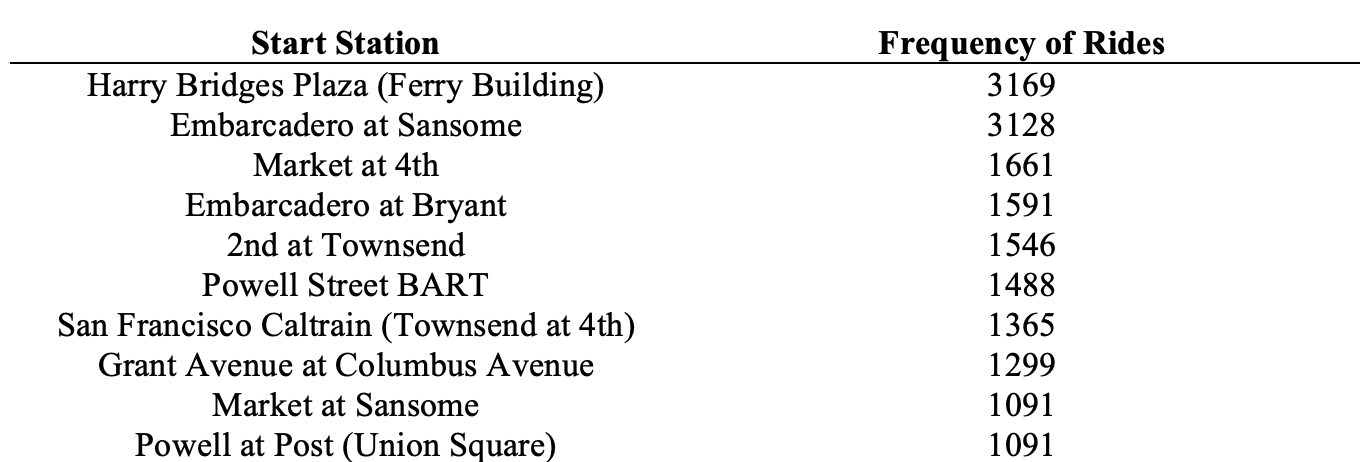 Start Station Frequency of Rides
Harry Bridges Plaza (Ferry Building) 3169
Embarcadero at Sansome 3128
Market at 4th 1661
Embarcadero at Bryant 1591
2nd at Townsend 1546
Powell Street BART 1488
San Francisco Caltrain (Townsend at 4th) 1365
Grant Avenue at Columbus Avenue 1299
Market at Sansome 1091
Powell at Post (Union Square) 1091